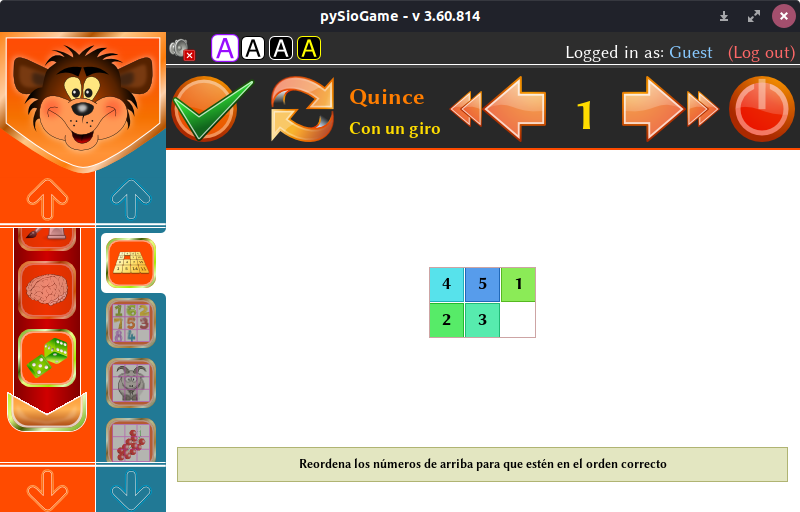 pySioGame - v 3.60.814
A A A A
Logged in as: Guest (Log out)
Quince
Con un giro
1
4 5 1
2 3
Reordena los números de arriba para que estén en el orden correcto